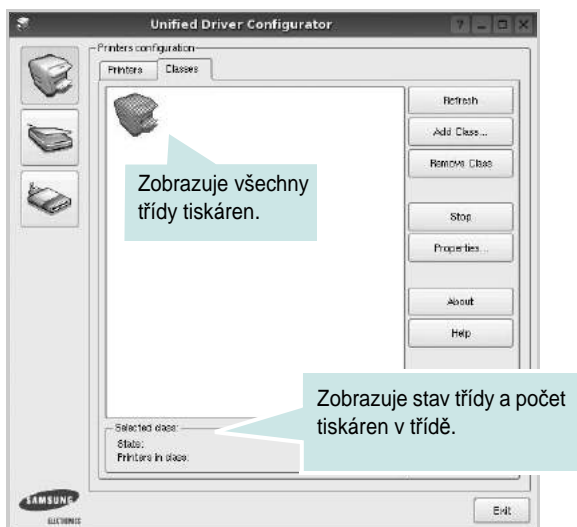 Unified Driver Configurator
Printers configuration
Printers Classes
Refresh
Add Class...
Remove Class
Zobrazuje všechny
třídy tiskáren.
Stop
Properties...
About
Help
Zobrazuje stav třídy a počet
tiskáren v třídě.
Selected class:
State:
Printers in class:
SAMSUNG
ELECTRONICS
Exit